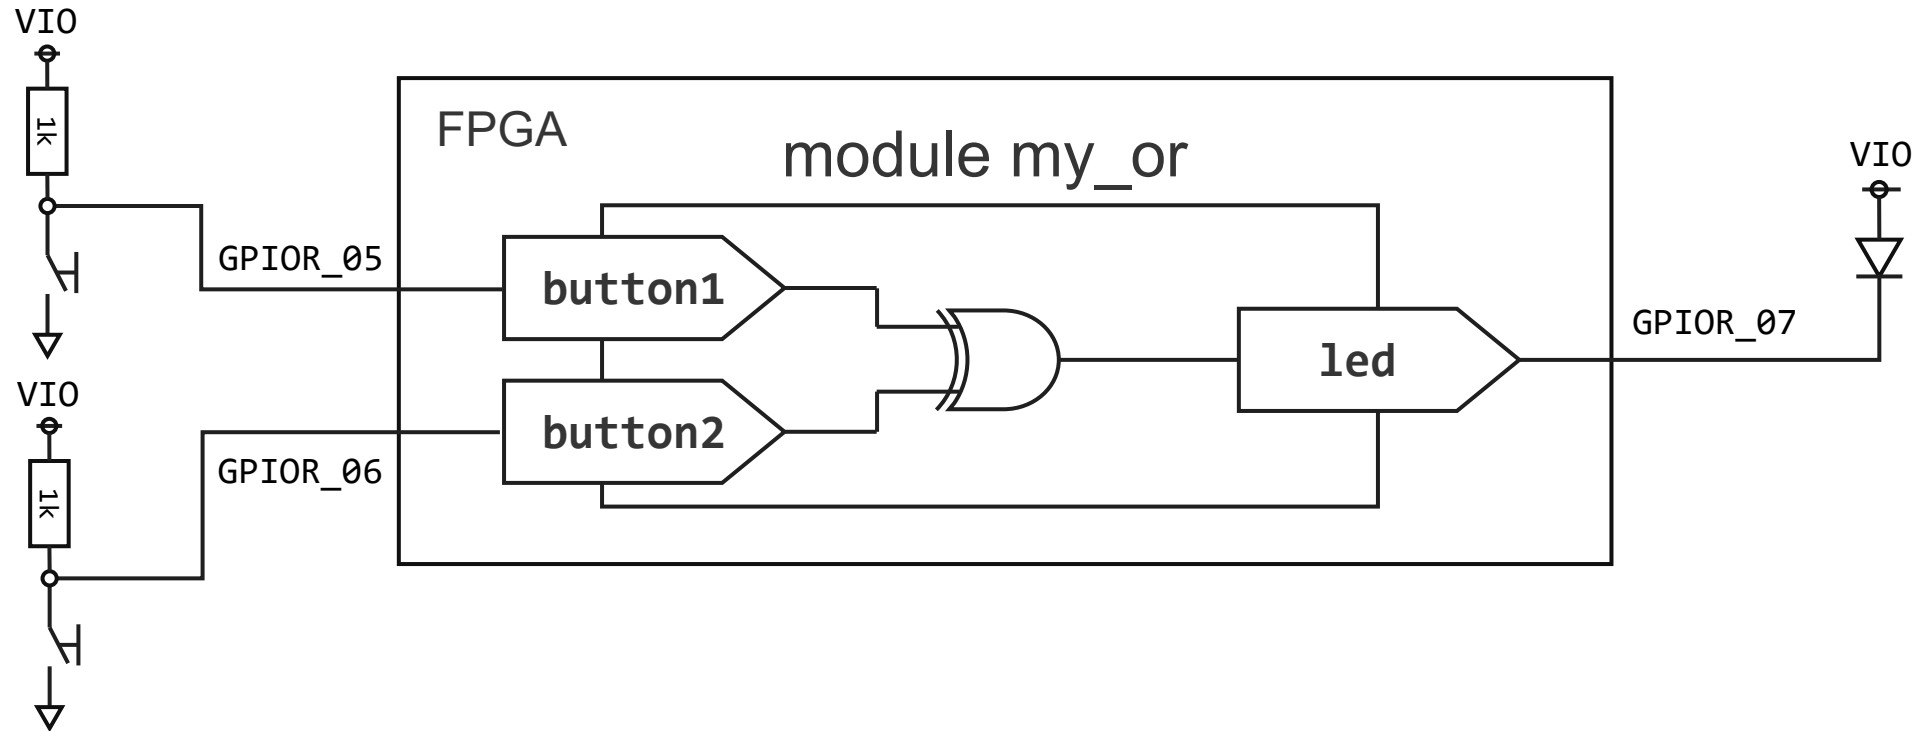 VIO
1k
FPGA
module my_or
VIO
GPIOR_05
button1
GPIOR_07
led
VIO
button2
GPIOR_06
1k